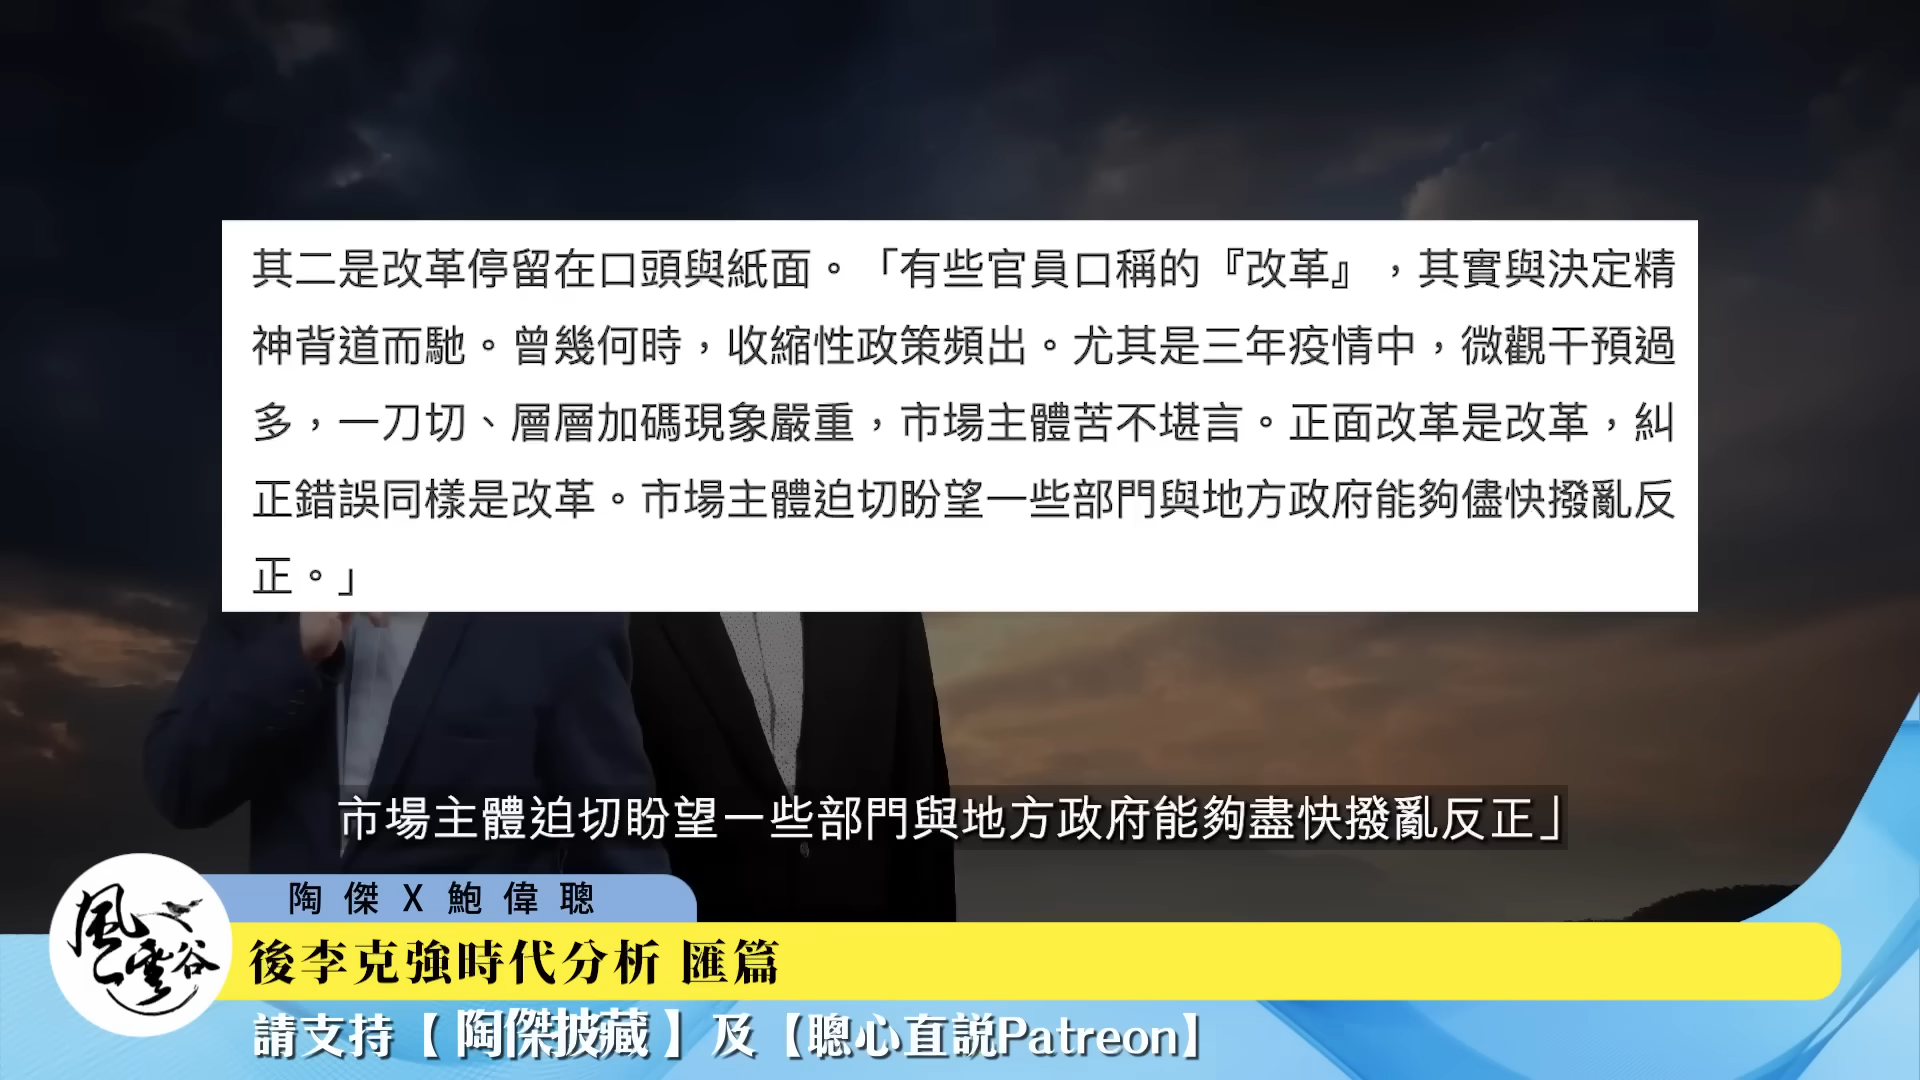 其二是改革停留在口頭與紙面。「有些官員口稱的『改革』，其實與決定精
神背道而馳。曾幾何時，收縮性政策頻出。尤其是三年疫情中，微觀干預過
多，一刀切、層層加碼現象嚴重，市場主體苦不堪言。正面改革是改革，糾
正錯誤同樣是改革。市場主體迫切盼望一些部門與地方政府能夠儘快撥亂反
正。」
市場主體迫切盼望一些部門與地方政府能夠盡快撥亂反正」
陶傑X鮑偉聰
風雲谷
後李克強時代分析 匯篇
請支持【陶傑披藏】及【聰心直説Patreon】